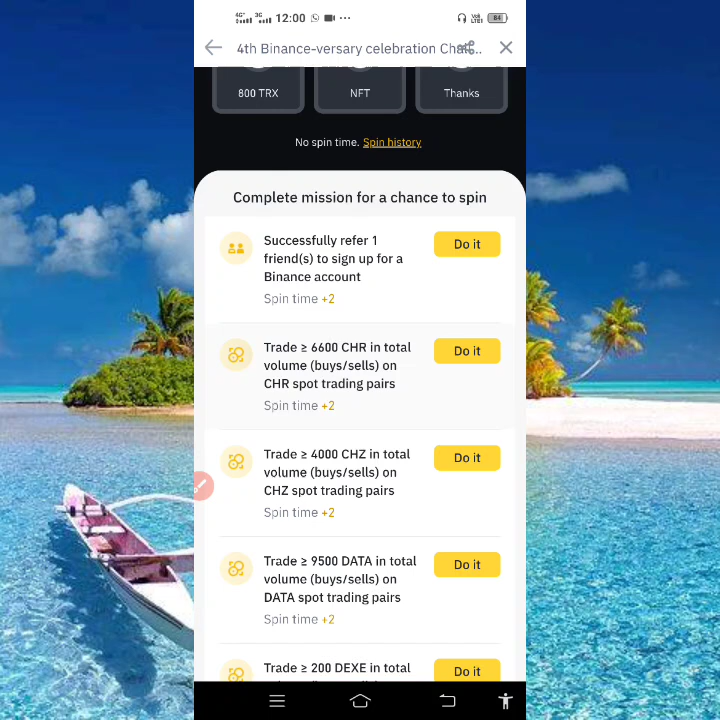 4G+ 3G 12:00 84
4th Binance-versary celebration Ch
800 TRX NFT Thanks
No spin time. Spin history
Complete mission for a chance to spin
Successfully refer 1
friend(s) to sign up for a
Binance account
Do it
Spin time +2
Trade ≥ 6600 CHR in total
volume (buys/sells) on
CHR spot trading pairs
Do it
Spin time +2
Trade ≥ 4000 CHZ in total
volume (buys/sells) on
CHZ spot trading pairs
Do it
Spin time +2
Trade ≥ 9500 DATA in total
volume (buys/sells) on
DATA spot trading pairs
Do it
Spin time +2
Trade ≥ 200 DEXE in total
Do it